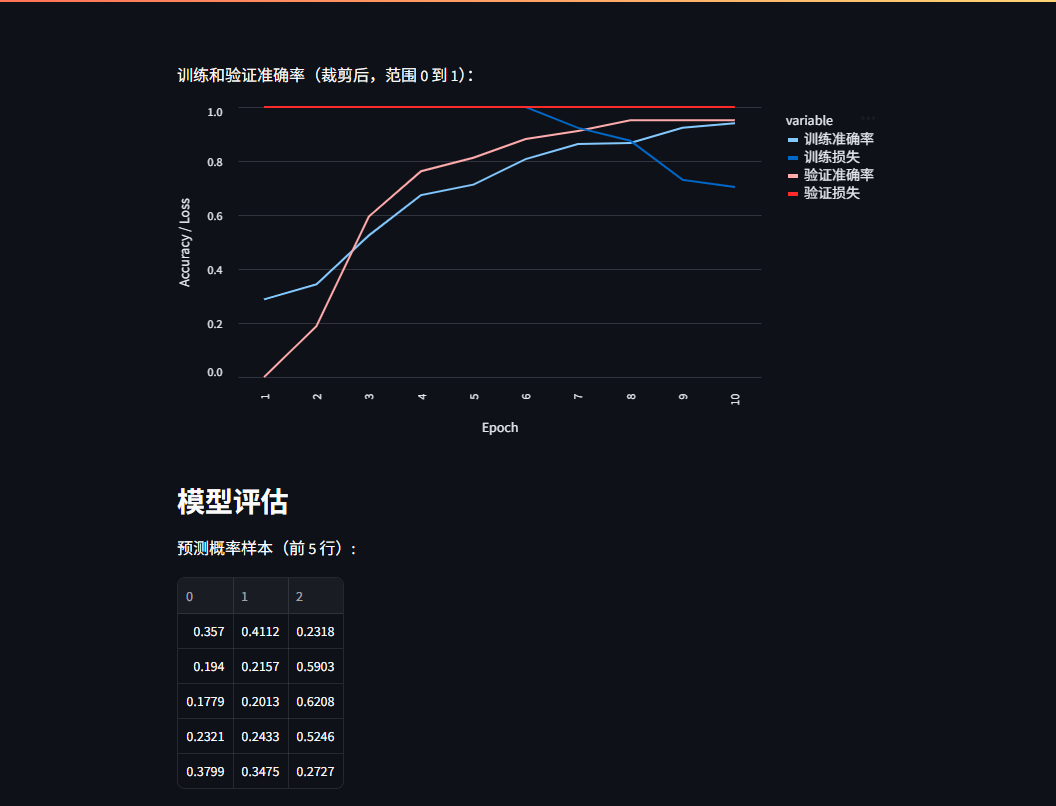 训练和验证准确率（裁剪后，范围 0 到 1）：
1.0
0.8
0.6
0.4
0.2
0.0
Accuracy / Loss
1 2 3 4 5 6 7 8 9 10
Epoch
variable
训练准确率
训练损失
验证准确率
验证损失
模型评估
预测概率样本（前 5 行）：
0 1 2
0.357 0.4112 0.2318
0.194 0.2157 0.5903
0.1779 0.2013 0.6208
0.2321 0.2433 0.5246
0.3799 0.3475 0.2727